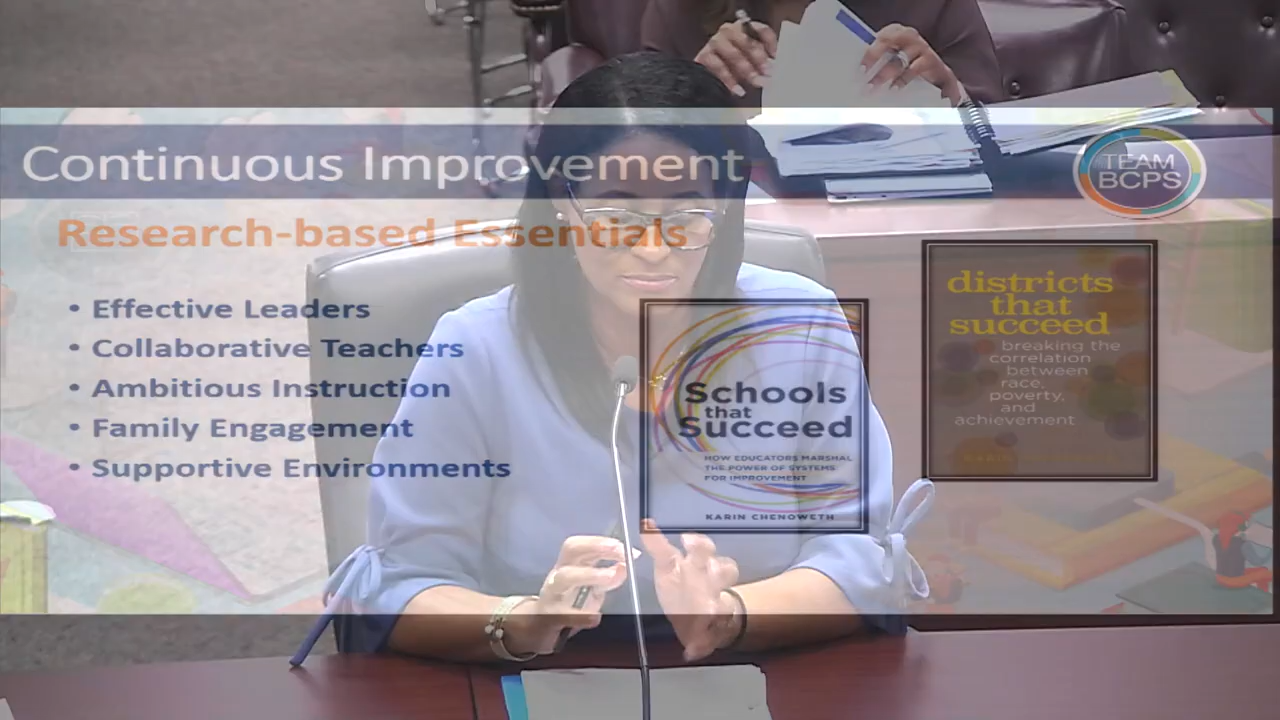 Continuous Improvement
TEAM
BCPS
Research-based Essentials
• Effective Leaders
• Collaborative Teachers
• Ambitious Instruction
• Family Engagement
• Supportive Environments
Schools
that
Succeed
HOW EDUCATORS MARSHAL
THE POWER OF SYSTEMS
FOR IMPROVEMENT
KARIN CHENOWETH
districts
that
succeed
breaking the
correlation
between
race,
poverty,
and
achievement